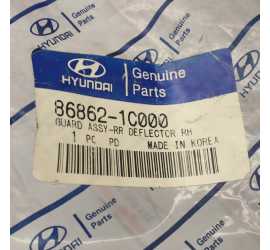 HYUNDAI
Genuine
Parts
86862-1C000
GUARD ASSY-RR DEFLECTOR,RH
1 PC PD MADE IN KOREA